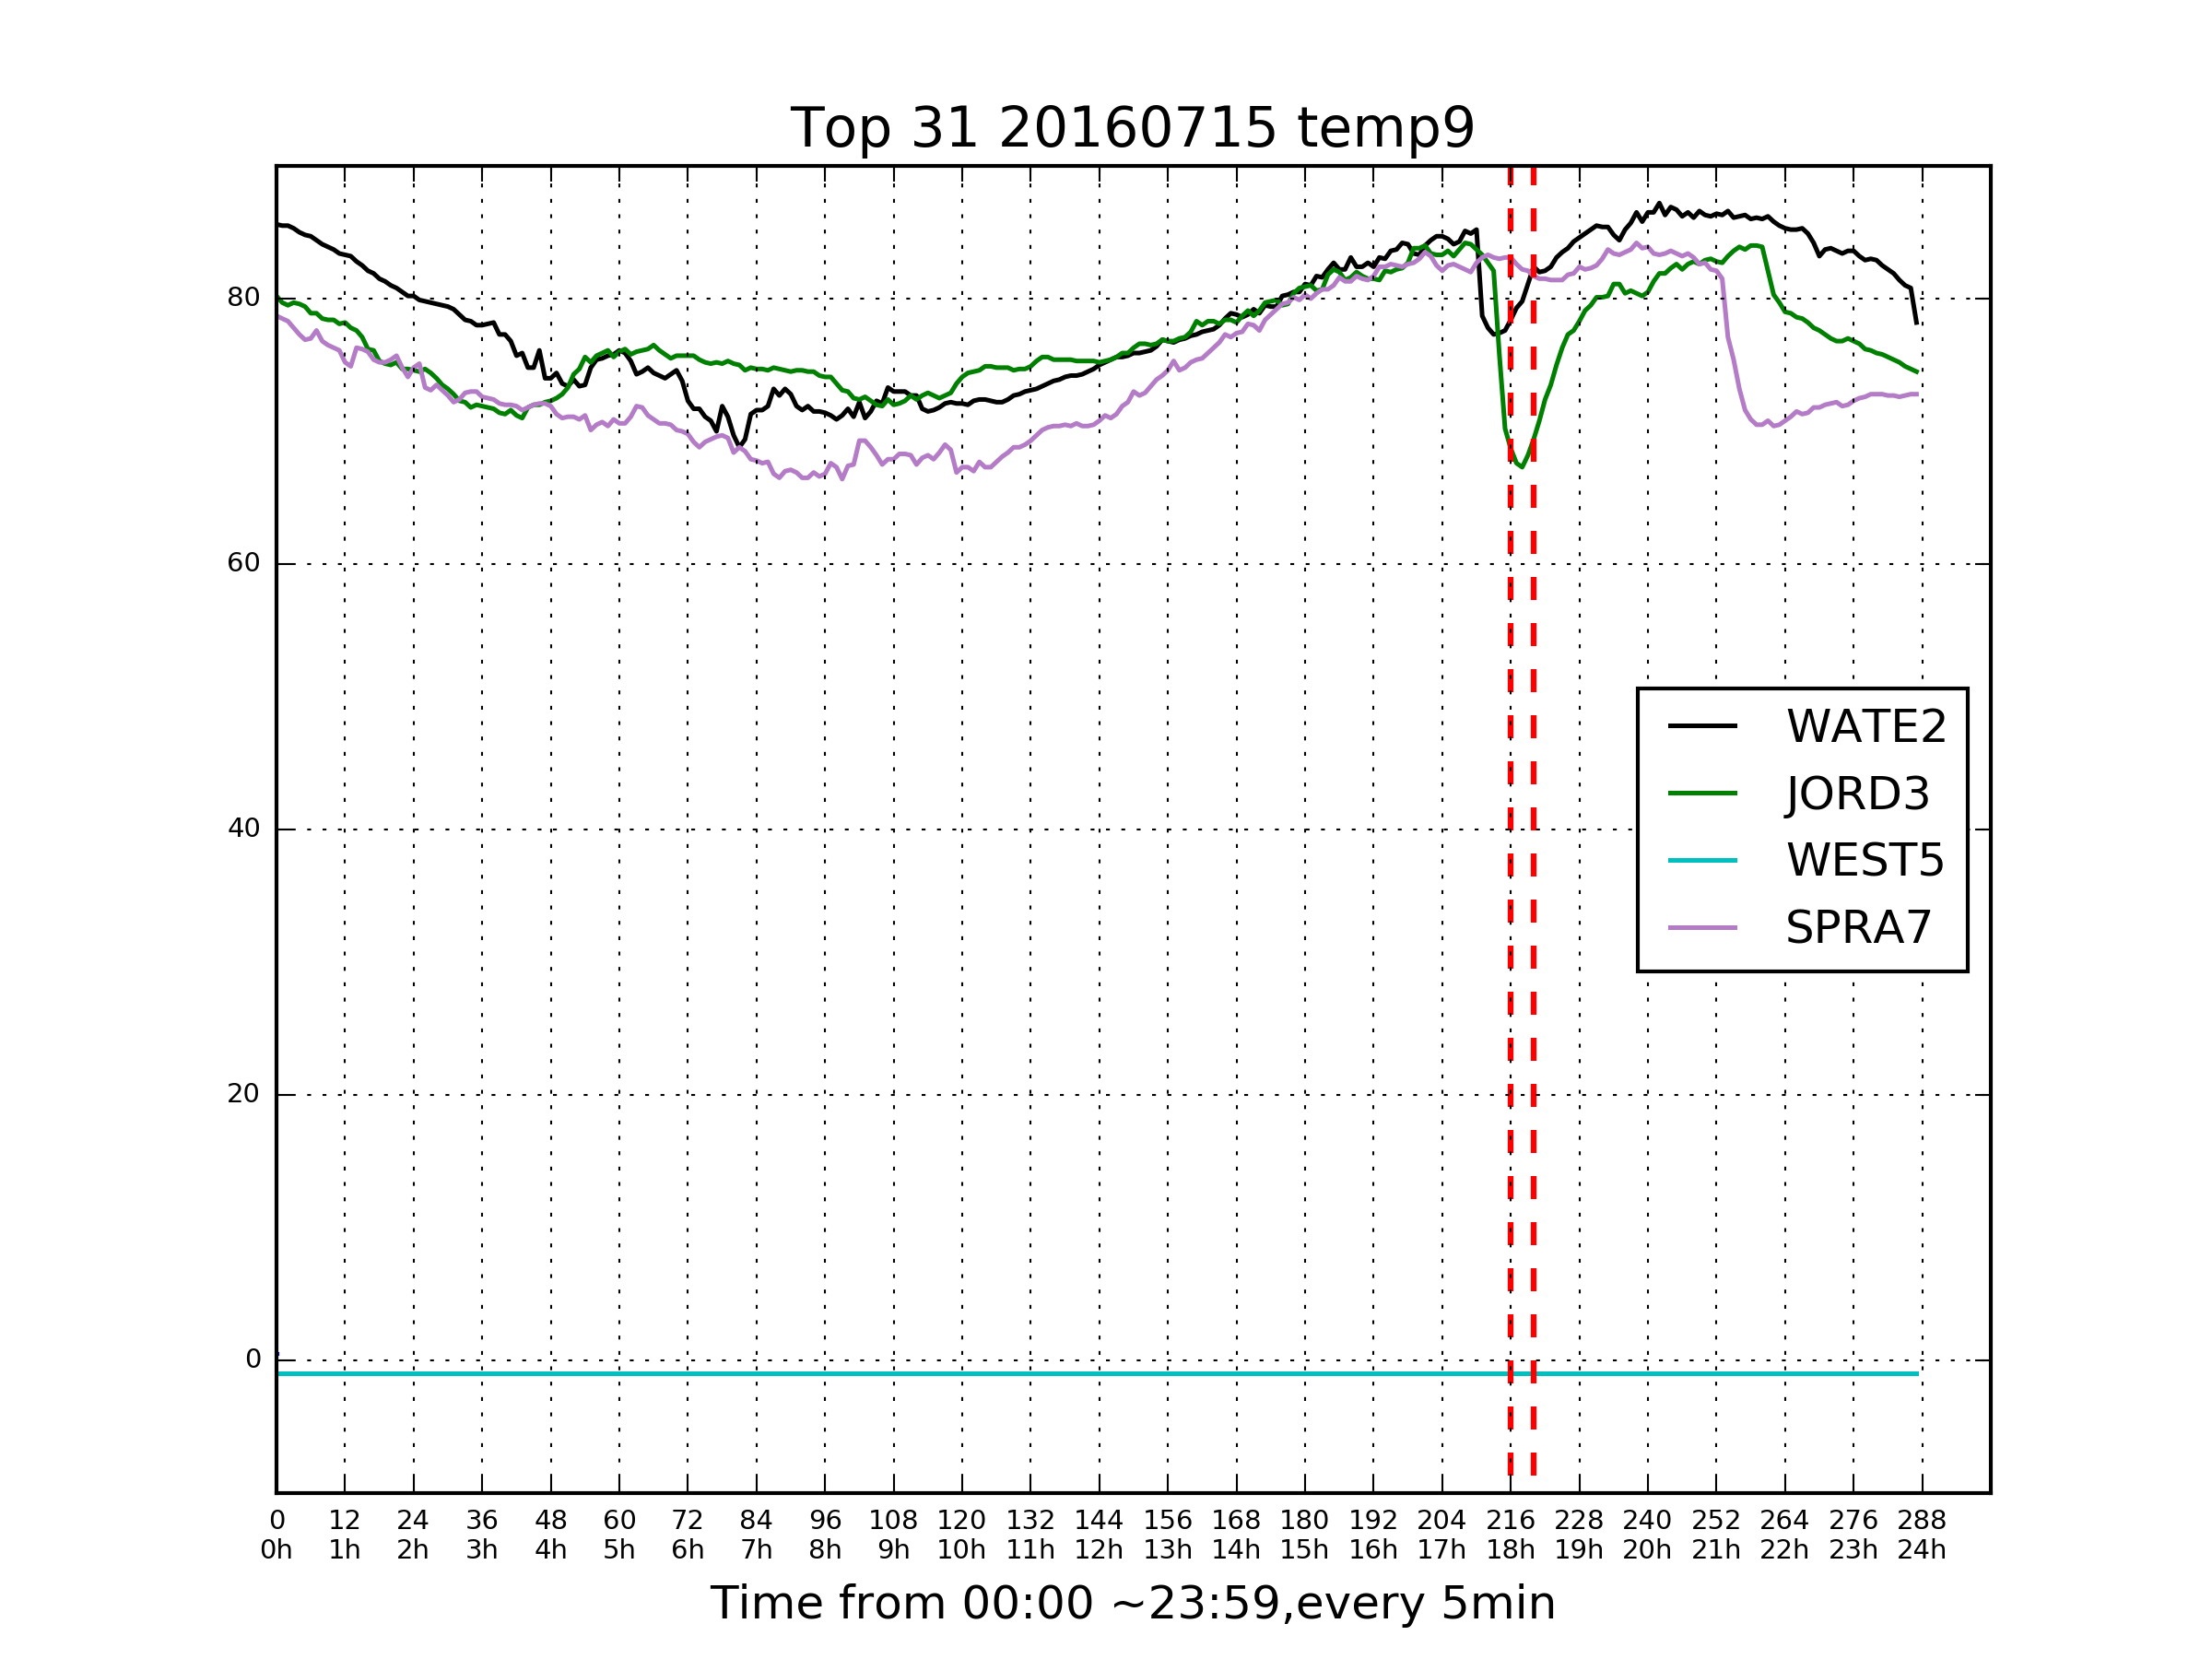 Top 31 20160715 temp9
80
60
40
20
0
WATE2
JORD3
WEST5
SPRA7
0 12 24 36 48 60 72 84 96 108 120 132 144 156 168 180 192 204 216 228 240 252 264 276 288
0h 1h 2h 3h 4h 5h 6h 7h 8h 9h 10h 11h 12h 13h 14h 15h 16h 17h 18h 19h 20h 21h 22h 23h 24h
Time from 00:00 ~23:59,every 5min